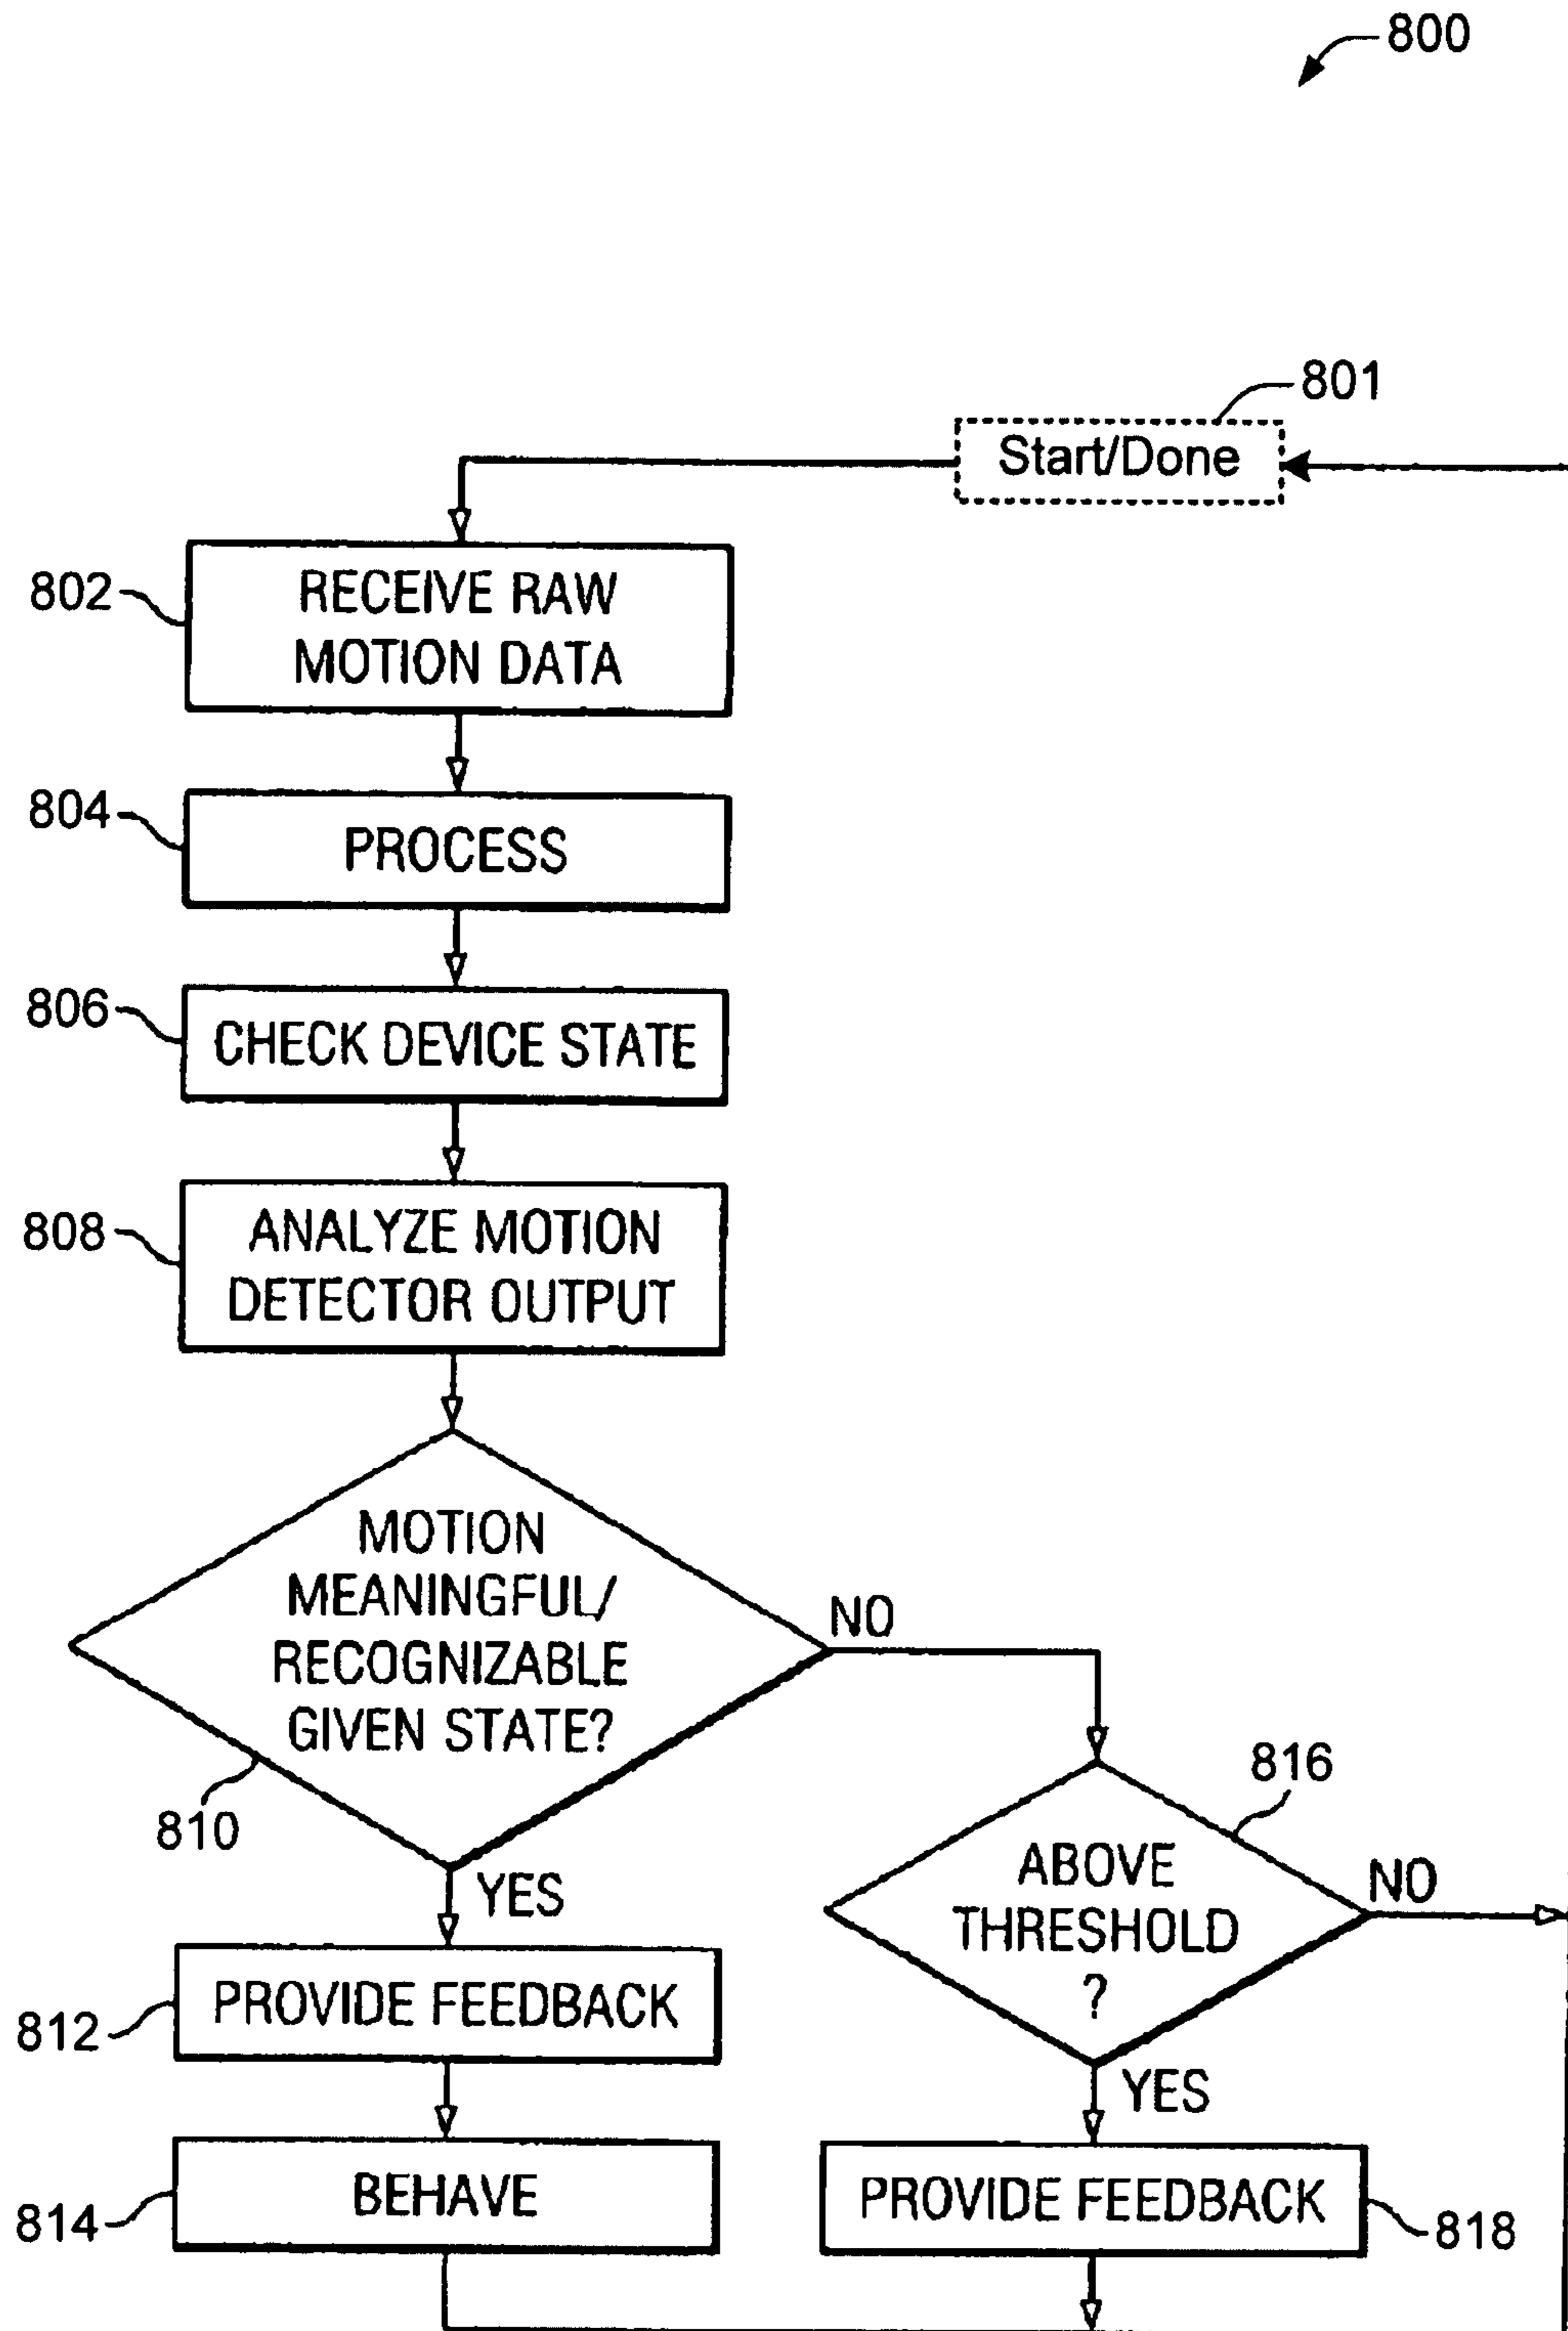 800
801
Start/Done
802
RECEIVE RAW
MOTION DATA
804
PROCESS
806
CHECK DEVICE STATE
808
ANALYZE MOTION
DETECTOR OUTPUT
MOTION
MEANINGFUL/
RECOGNIZABLE
GIVEN STATE?
NO
810
YES
816
ABOVE
THRESHOLD
?
NO
YES
812
PROVIDE FEEDBACK
814
BEHAVE
PROVIDE FEEDBACK
818